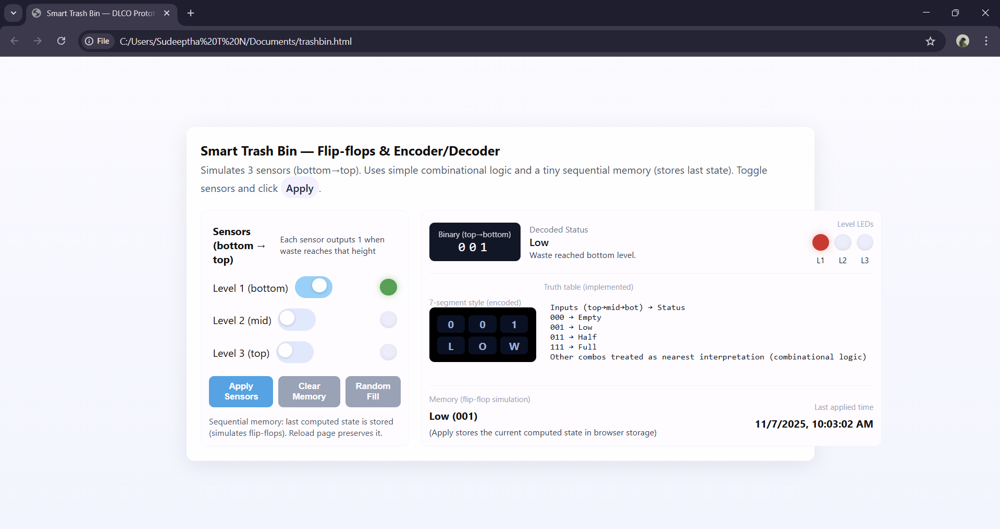 Smart Trash Bin — DLCO Protot
File
C:/Users/Sudeeptha%20T%20N/Documents/trashbin.html
Smart Trash Bin — Flip-flops & Encoder/Decoder
Simulates 3 sensors (bottom→top). Uses simple combinational logic and a tiny sequential memory (stores last state). Toggle
sensors and click Apply .
Sensors
(bottom →
top)
Each sensor outputs 1 when
waste reaches that height
Level 1 (bottom)
Level 2 (mid)
Level 3 (top)
Apply
Sensors
Clear
Memory
Random
Fill
Sequential memory: last computed state is stored
(simulates flip-flops). Reload page preserves it.
Binary (top→bottom)
001
Decoded Status
Low
Waste reached bottom level.
Level LEDs
L1 L2 L3
7-segment style (encoded)
0 0 1
L O W
Truth table (implemented)
Inputs (top→mid→bot) → Status
000 → Empty
001 → Low
011 → Half
111 → Full
Other combos treated as nearest interpretation (combinational logic)
Memory (flip-flop simulation)
Low (001)
(Apply stores the current computed state in browser storage)
Last applied time
11/7/2025, 10:03:02 AM